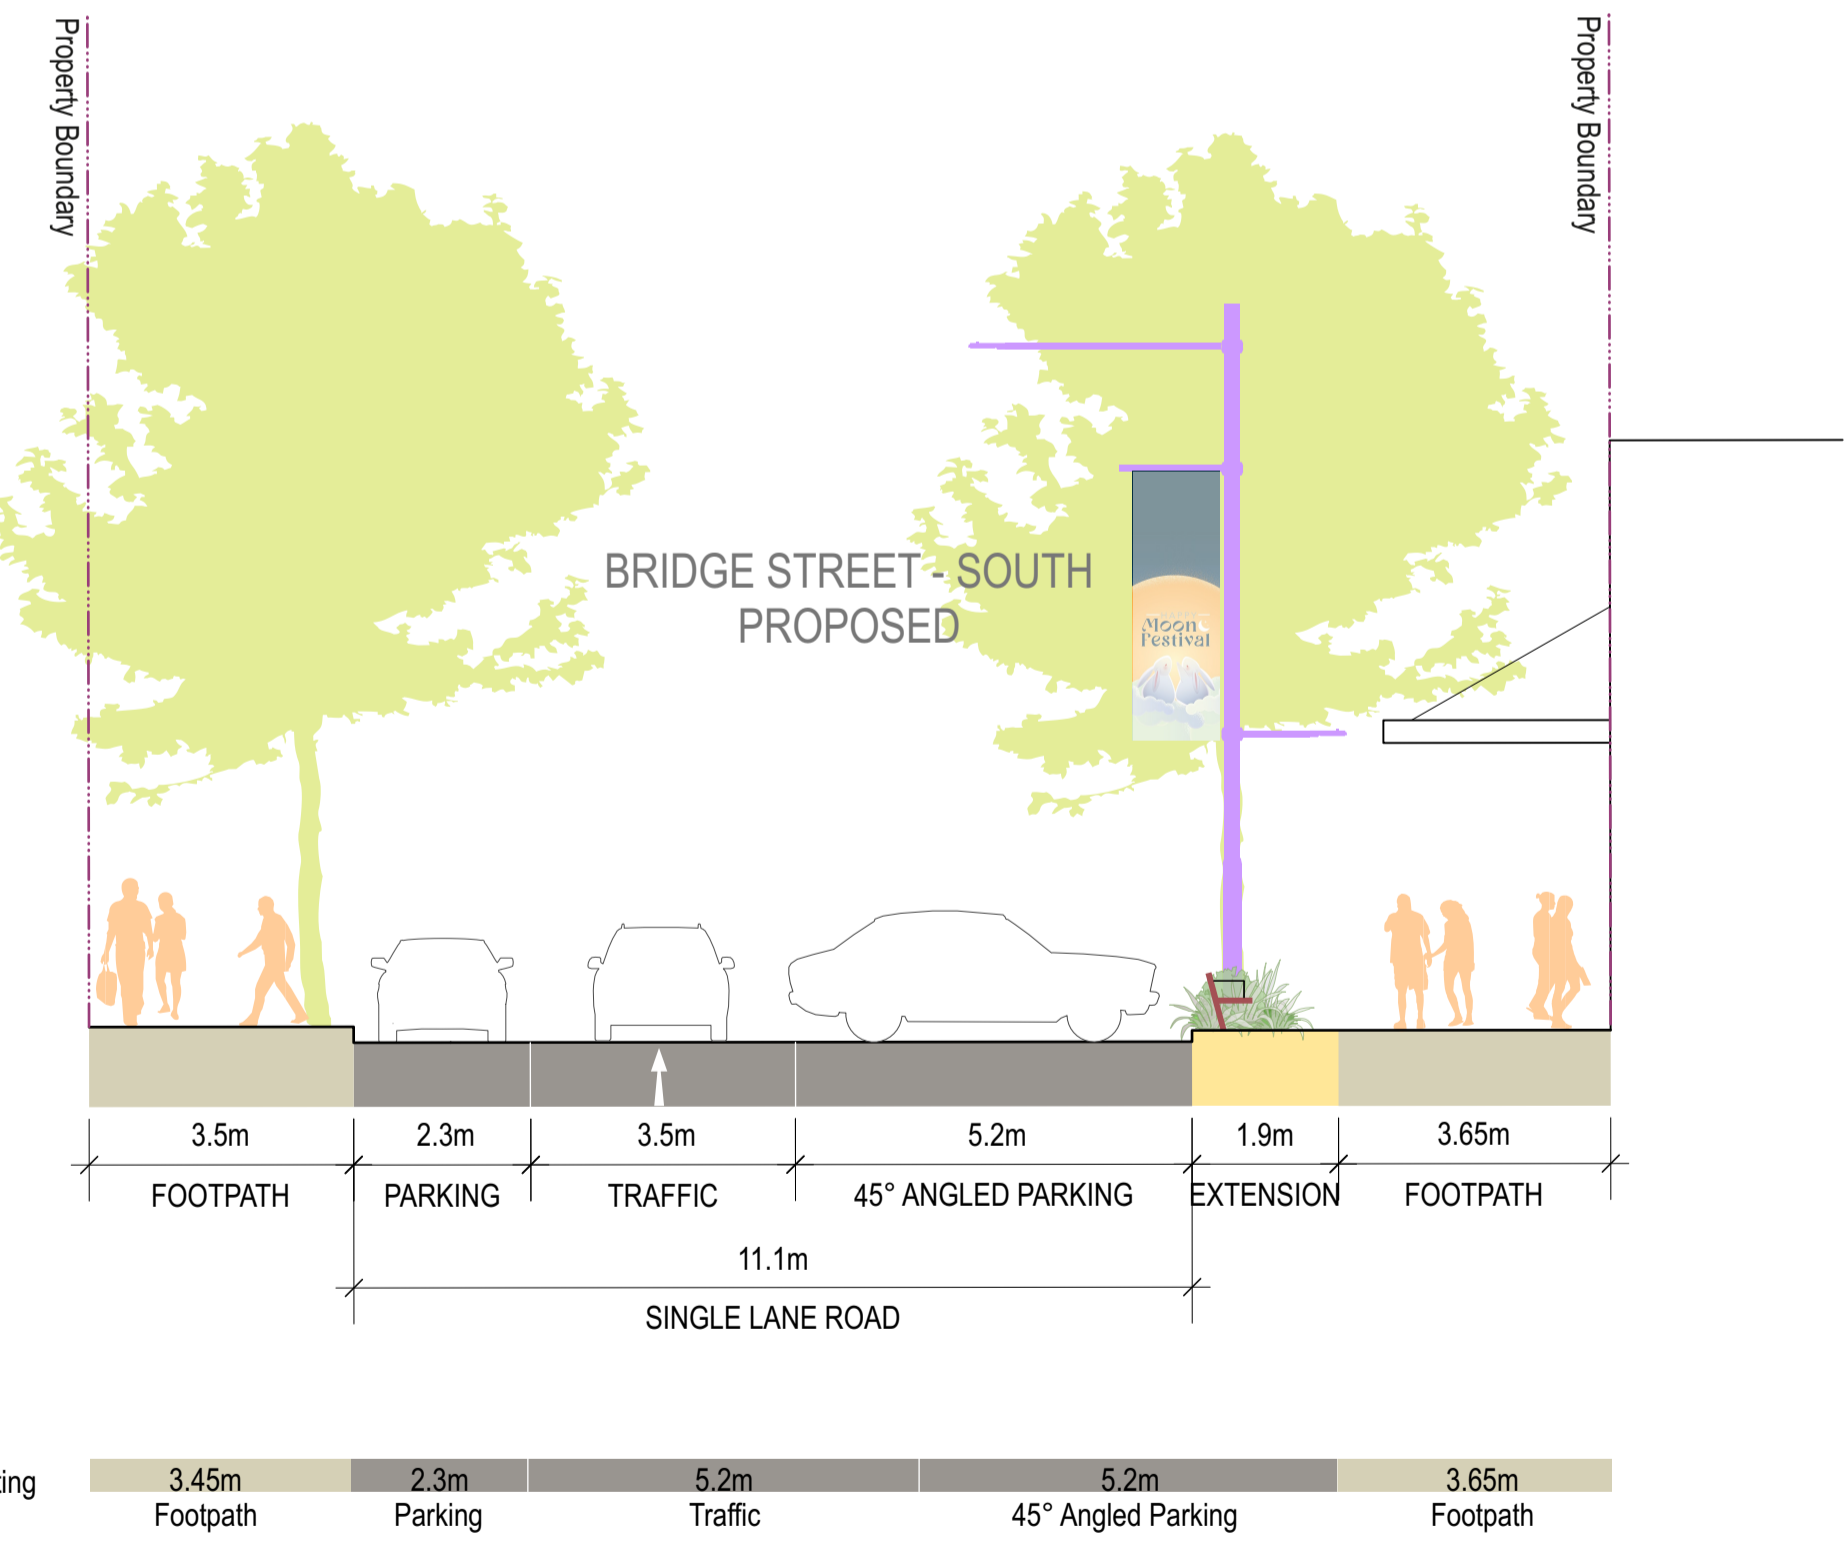 Property Boundary
Property Boundary
BRIDGE STREET - SOUTH
PROPOSED
Moon
Festival
3.5m
2.3m
3.5m
5.2m
1.9m
3.65m
FOOTPATH
PARKING
TRAFFIC
45° ANGLED PARKING
EXTENSION
FOOTPATH
11.1m
SINGLE LANE ROAD
3.45m
2.3m
5.2m
5.2m
3.65m
Footpath
Parking
Traffic
45° Angled Parking
Footpath